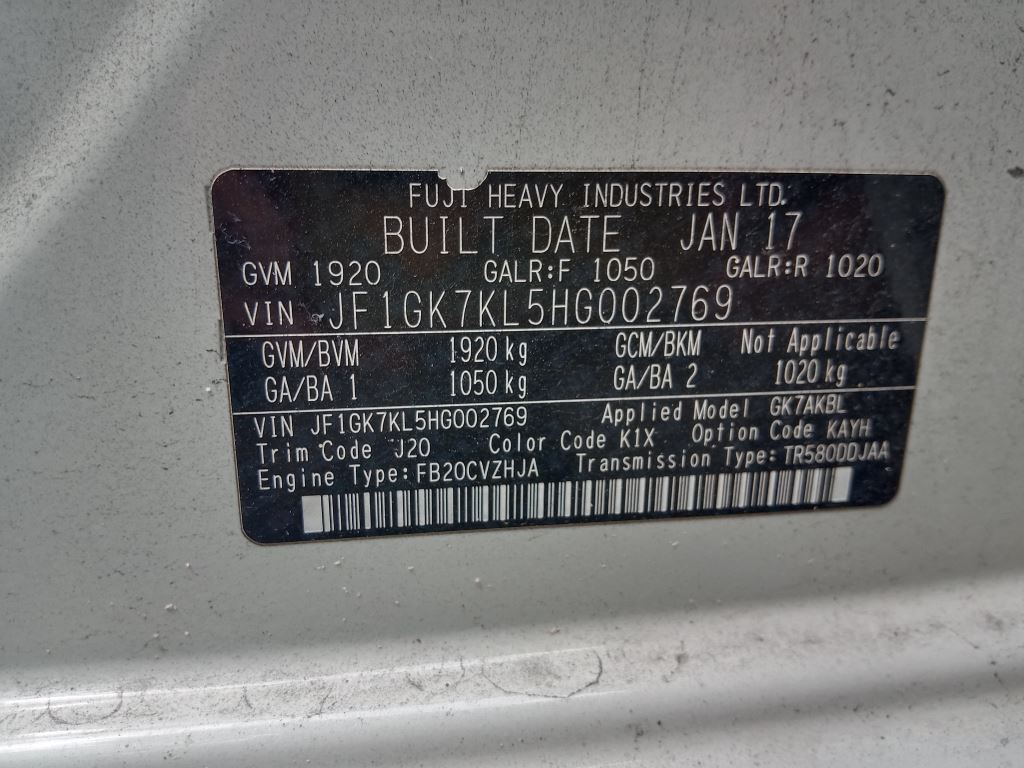 FUJI HEAVY INDUSTRIES LTD.
BUILT DATE JAN 17
GVM 1920 GALR:F 1050 GALR:R 1020
VIN JF1GK7KL5HG002769
GVM/BVM 1920 kg GCM/BKM Not Applicable
GA/BA 1 1050 kg GA/BA 2 1020 kg
VIN JF1GK7KL5HG002769 Applied Model GK7AKBL
Trim Code J20 Color Code K1X Option Code KAYH
Engine Type: FB20CVZHJA Transmission Type: TR580DDJAA